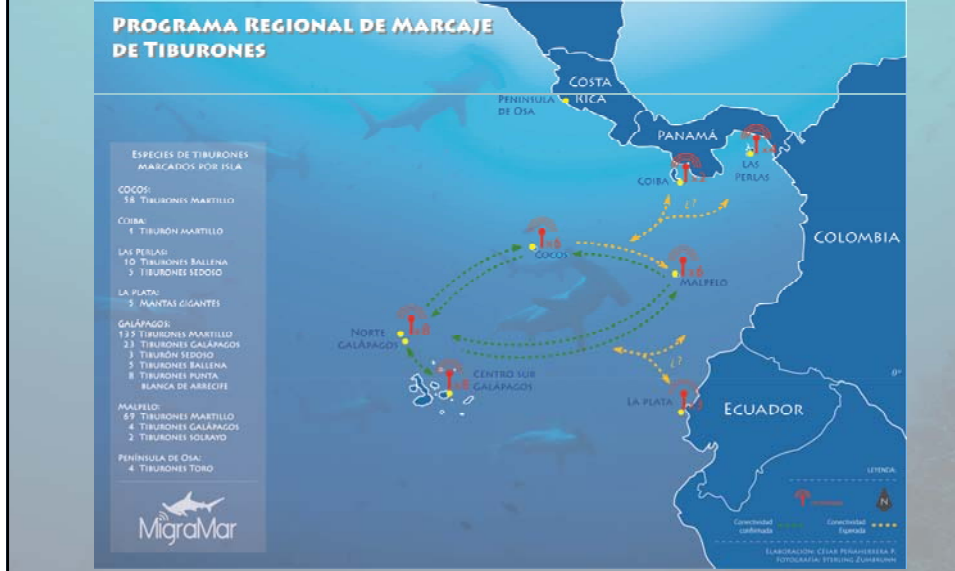 PROGRAMA REGIONAL DE MARCAJE
DE TIBURONES
ESPECIES DE TIBURONES
MARCADOS POR ISLA
COCOS:
58 TIBURONES MARTILLO
COIBA:
1 TIBURÓN MARTILLO
LAS PERLAS:
10 TIBURONES BALLENA
5 TIBURONES SEDOSO
LA PLATA:
5 MANTAS GIGANTES
GALÁPAGOS:
135 TIBURONES MARTILLO
23 TIBURONES GALÁPAGOS
3 TIBURÓN SEDOSO
5 TIBURONES BALLENA
8 TIBURONES PUNTA
BLANCA DE ARRECIFE
MALPELO:
69 TIBURONES MARTILLO
4 TIBURONES GALÁPAGOS
2 TIBURONES SOLRAYO
PENÍNSULA DE OSA:
4 TIBURONES TORO
MigraMar
COSTA
RICA
PENÍNSULA
DE OSA
PANAMÁ
LAS
PERLAS
COIBA
¿?
COLOMBIA
COCOS
MALPELO
NORTE
GALÁPAGOS
CENTRO SUR
GALÁPAGOS
¿?
0°
LA PLATA
ECUADOR
LEYENDA:
N
Conectividad
confirmada
Conectividad
Esperada
ELABORACIÓN: CÉSAR PEÑAHERRERA P.
FOTOGRAFÍA: STERLING ZUMBRUNN